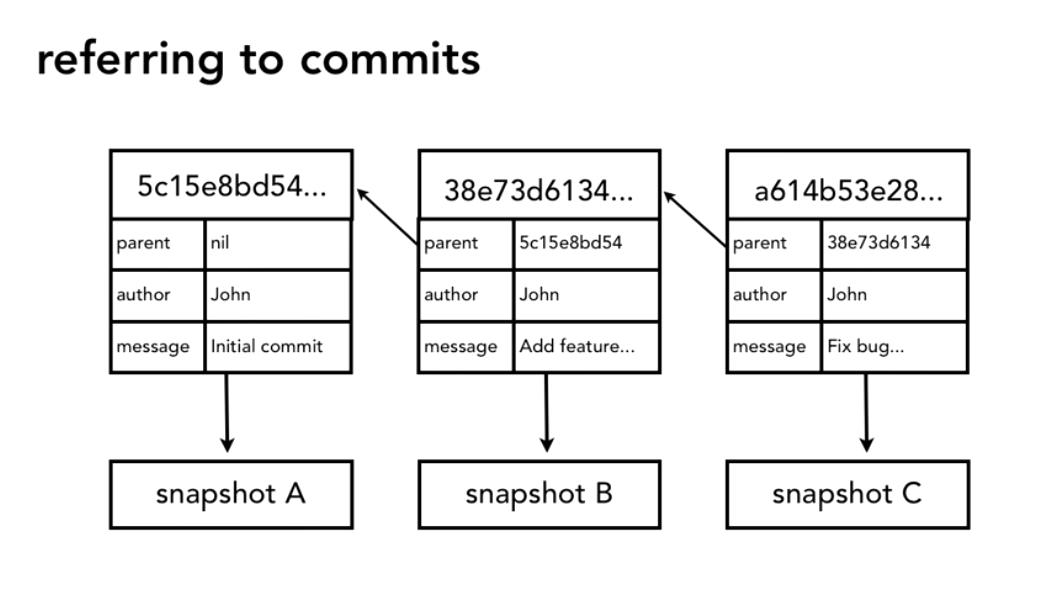 referring to commits
5c15e8bd54...
parent nil
author John
message Initial commit
snapshot A
38e73d6134...
parent 5c15e8bd54
author John
message Add feature...
snapshot B
a614b53e28...
parent 38e73d6134
author John
message Fix bug...
snapshot C